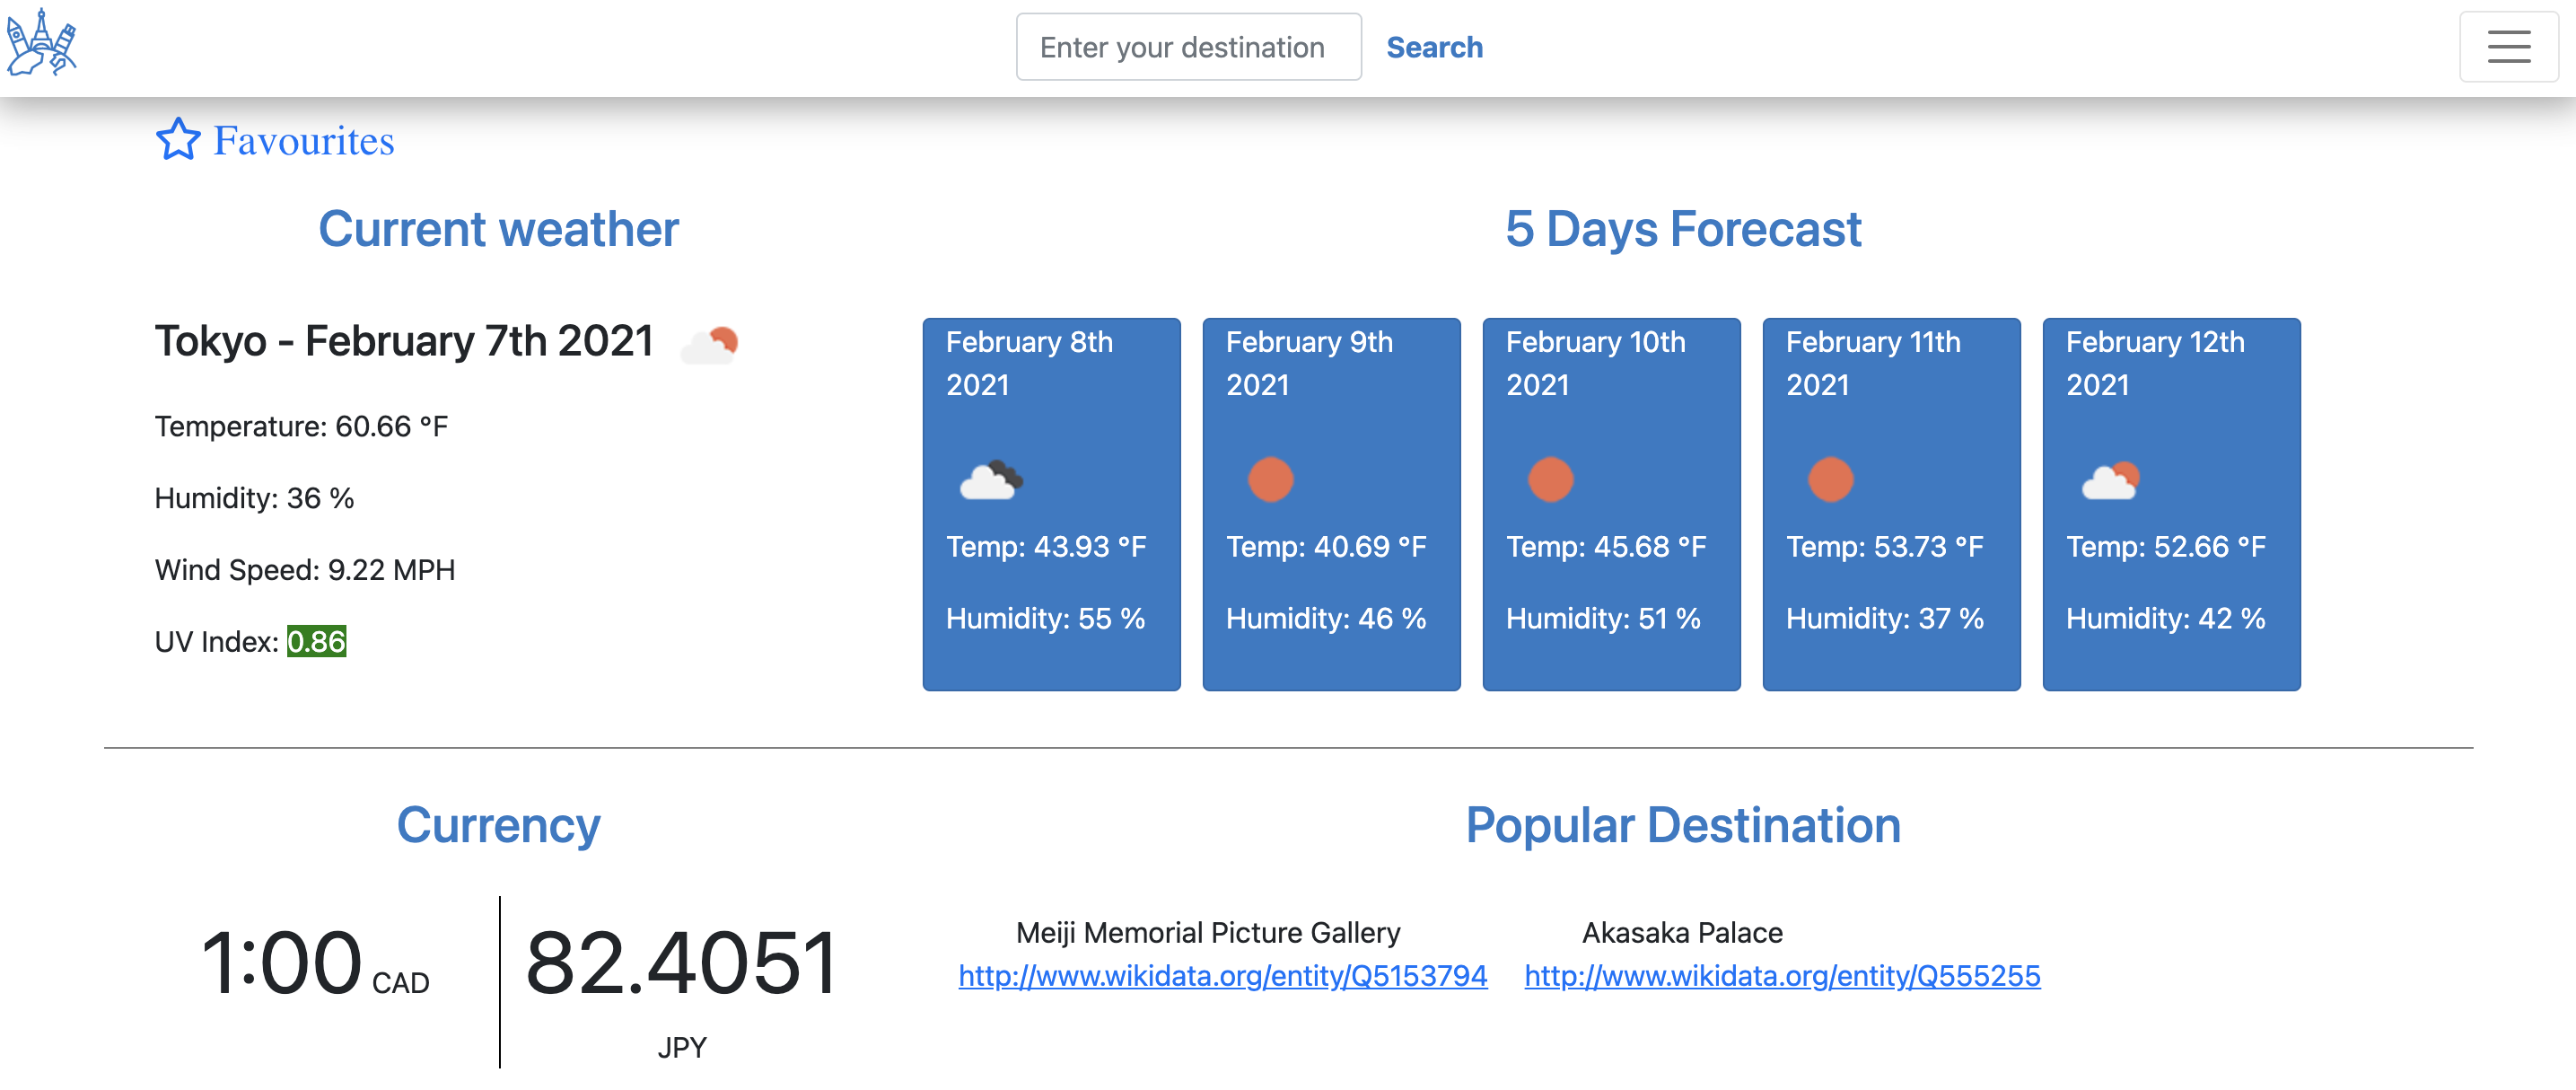 Enter your destination
Search
Favourites
Current weather
Tokyo - February 7th 2021
Temperature: 60.66 °F
Humidity: 36 %
Wind Speed: 9.22 MPH
UV Index: 0.86
5 Days Forecast
February 8th
2021
Temp: 43.93 °F
Humidity: 55 %
February 9th
2021
Temp: 40.69 °F
Humidity: 46 %
February 10th
2021
Temp: 45.68 °F
Humidity: 51 %
February 11th
2021
Temp: 53.73 °F
Humidity: 37 %
February 12th
2021
Temp: 52.66 °F
Humidity: 42 %
Currency
1:00 CAD
82.4051
JPY
Popular Destination
Meiji Memorial Picture Gallery
http://www.wikidata.org/entity/Q5153794
Akasaka Palace
http://www.wikidata.org/entity/Q555255